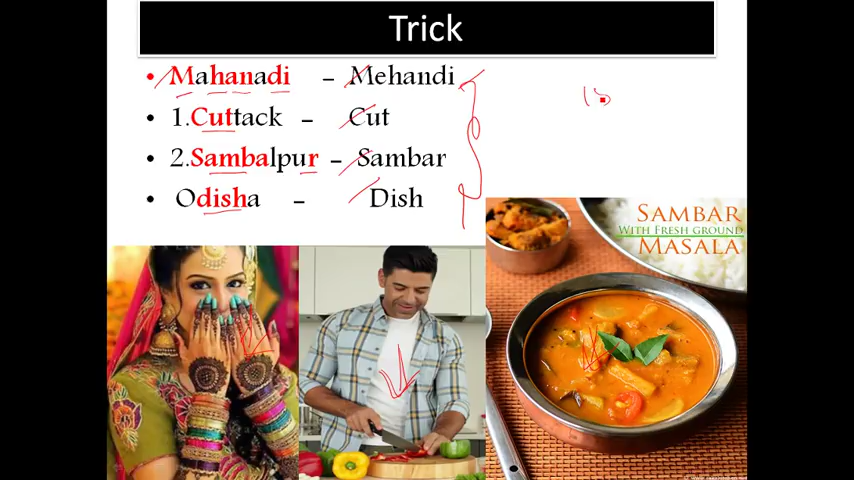 Trick
• Mahanadi - Mehandi
• 1.Cuttack - Cut
• 2.Sambalpur - Sambar
• Odisha - Dish
SAMBAR
WITH FRESH GROUND
MASALA